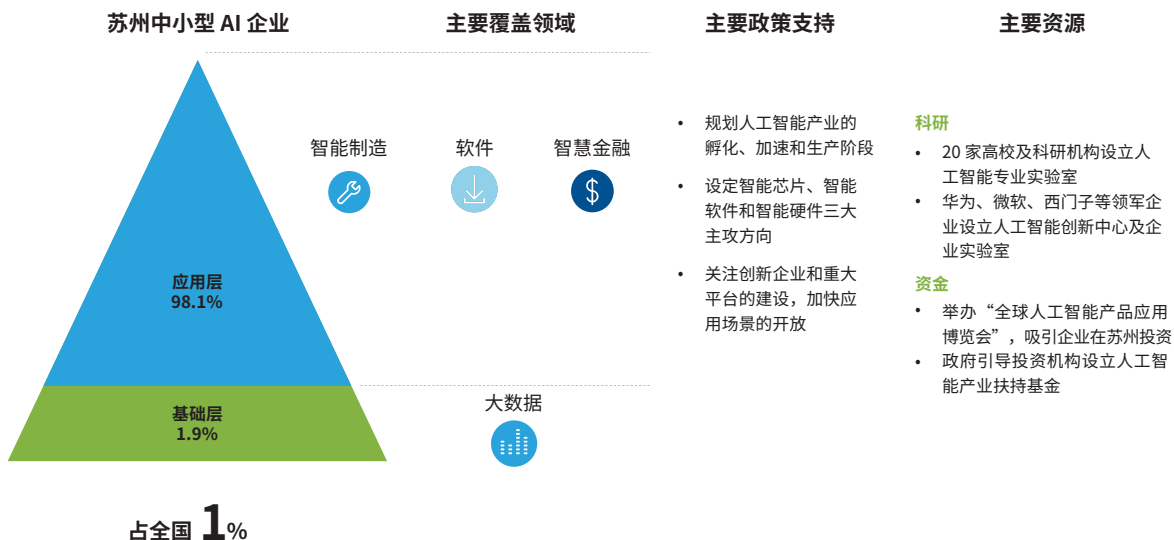 苏州中小型 AI 企业
主要覆盖领域
主要政策支持
主要资源
应用层
98.1%
基础层
1.9%
占全国 1%
智能制造
软件
智慧金融
大数据
• 规划人工智能产业的
孵化、加速和生产阶段
• 设定智能芯片、智能
软件和智能硬件三大
主攻方向
• 关注创新企业和重大
平台的建设，加快应
用场景的开放
科研
• 20 家高校及科研机构设立人
工智能专业实验室
• 华为、微软、西门子等领军企
业设立人工智能创新中心及企
业实验室
资金
• 举办“全球人工智能产品应用
博览会”，吸引企业在苏州投资
• 政府引导投资机构设立人工智
能产业扶持基金